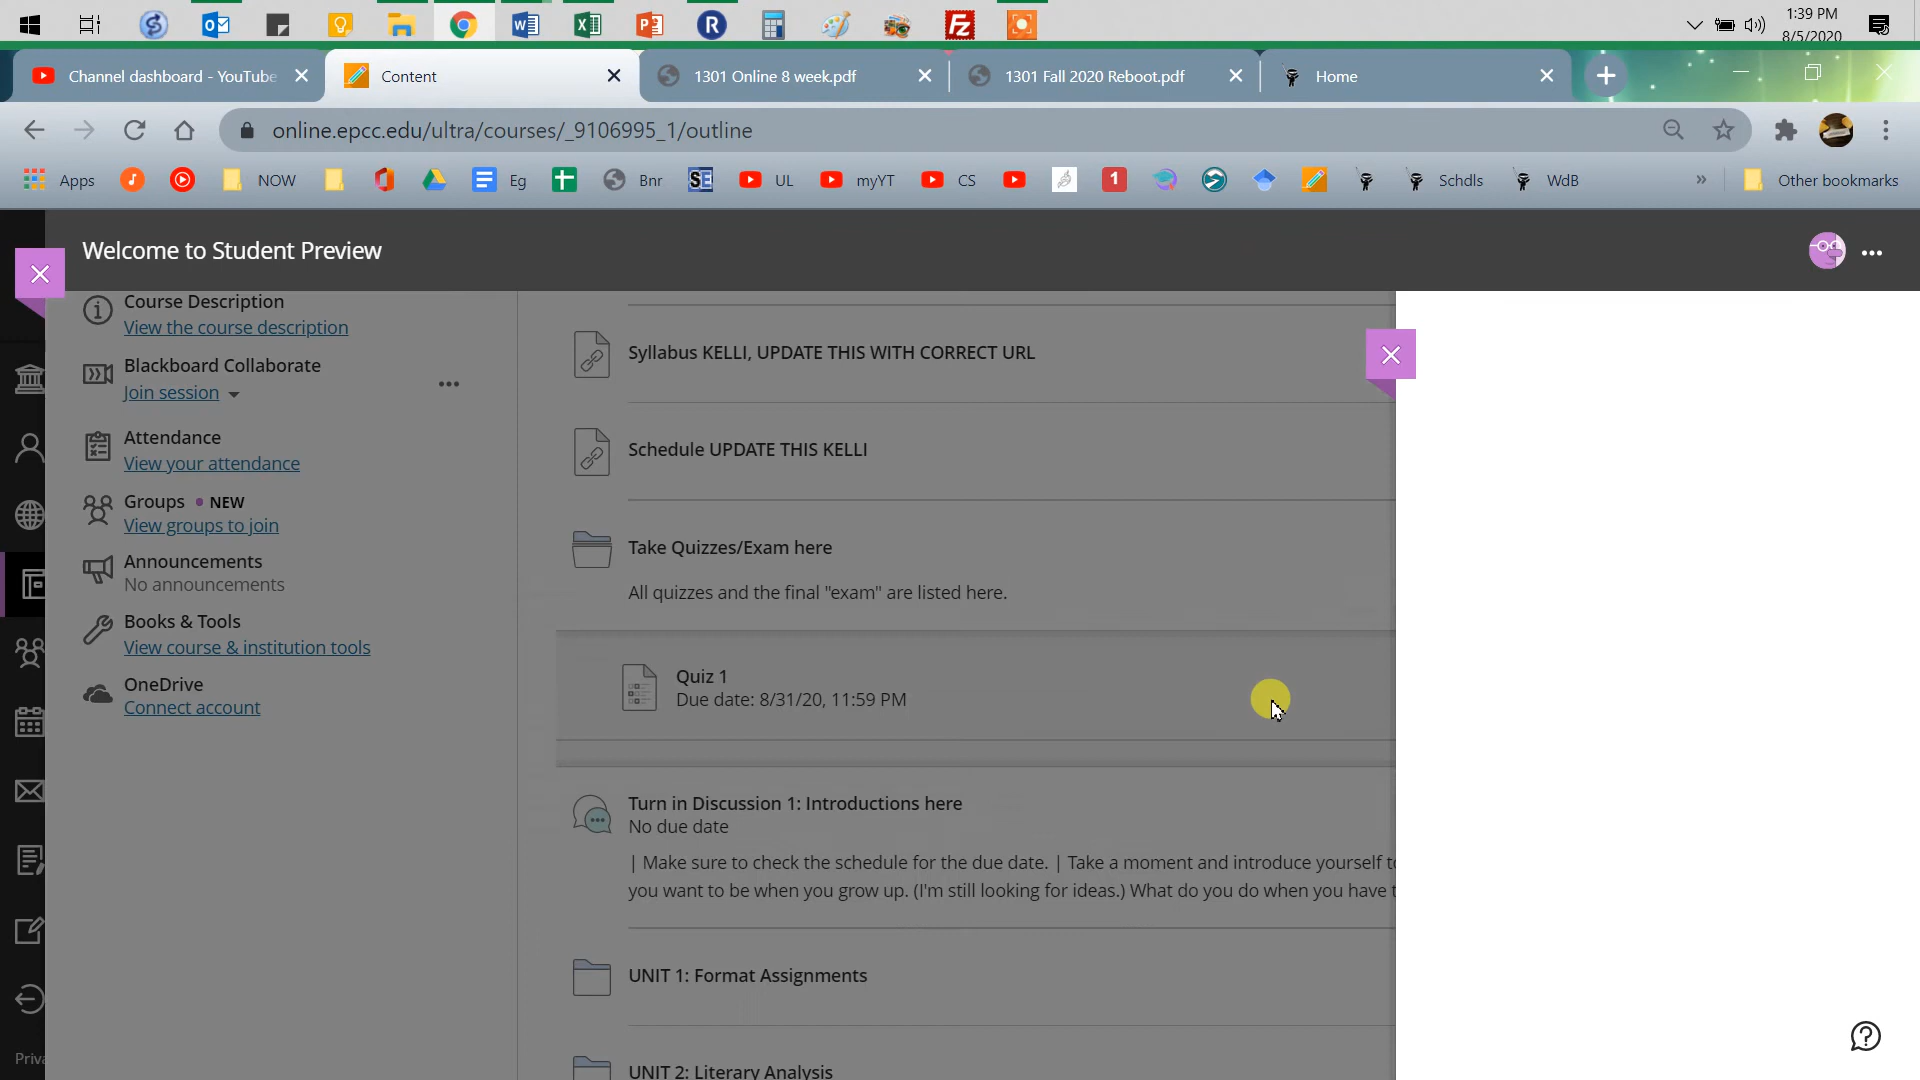 1:39 PM
8/5/2020
Channel dashboard - YouTube
Content
1301 Online 8 week.pdf
1301 Fall 2020 Reboot.pdf
Home
online.epcc.edu/ultra/courses/_9106995_1/outline
Apps
NOW
Eg
Bnr
SE
UL
myYT
CS
1
Schdls
WdB
»
Other bookmarks
Welcome to Student Preview
Course Description
View the course description
Blackboard Collaborate
Join session
Attendance
View your attendance
Groups • NEW
View groups to join
Announcements
No announcements
Books & Tools
View course & institution tools
OneDrive
Connect account
Priva
Syllabus KELLI, UPDATE THIS WITH CORRECT URL
Schedule UPDATE THIS KELLI
Take Quizzes/Exam here
All quizzes and the final "exam" are listed here.
Quiz 1
Due date: 8/31/20, 11:59 PM
Turn in Discussion 1: Introductions here
No due date
| Make sure to check the schedule for the due date. | Take a moment and introduce yourself to
you want to be when you grow up. (I'm still looking for ideas.) What do you do when you have t
UNIT 1: Format Assignments
UNIT 2: Literary Analysis